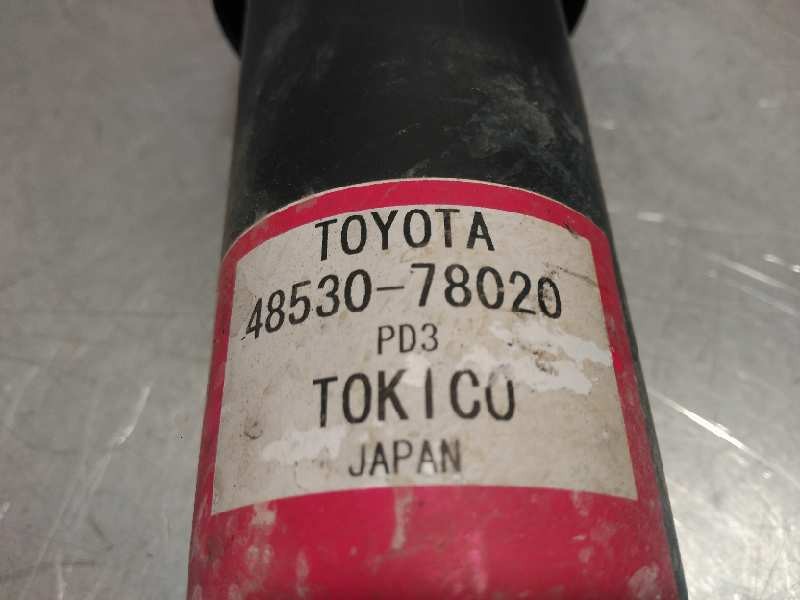 TOYOTA
48530-78020
PD3
TOKICO
JAPAN